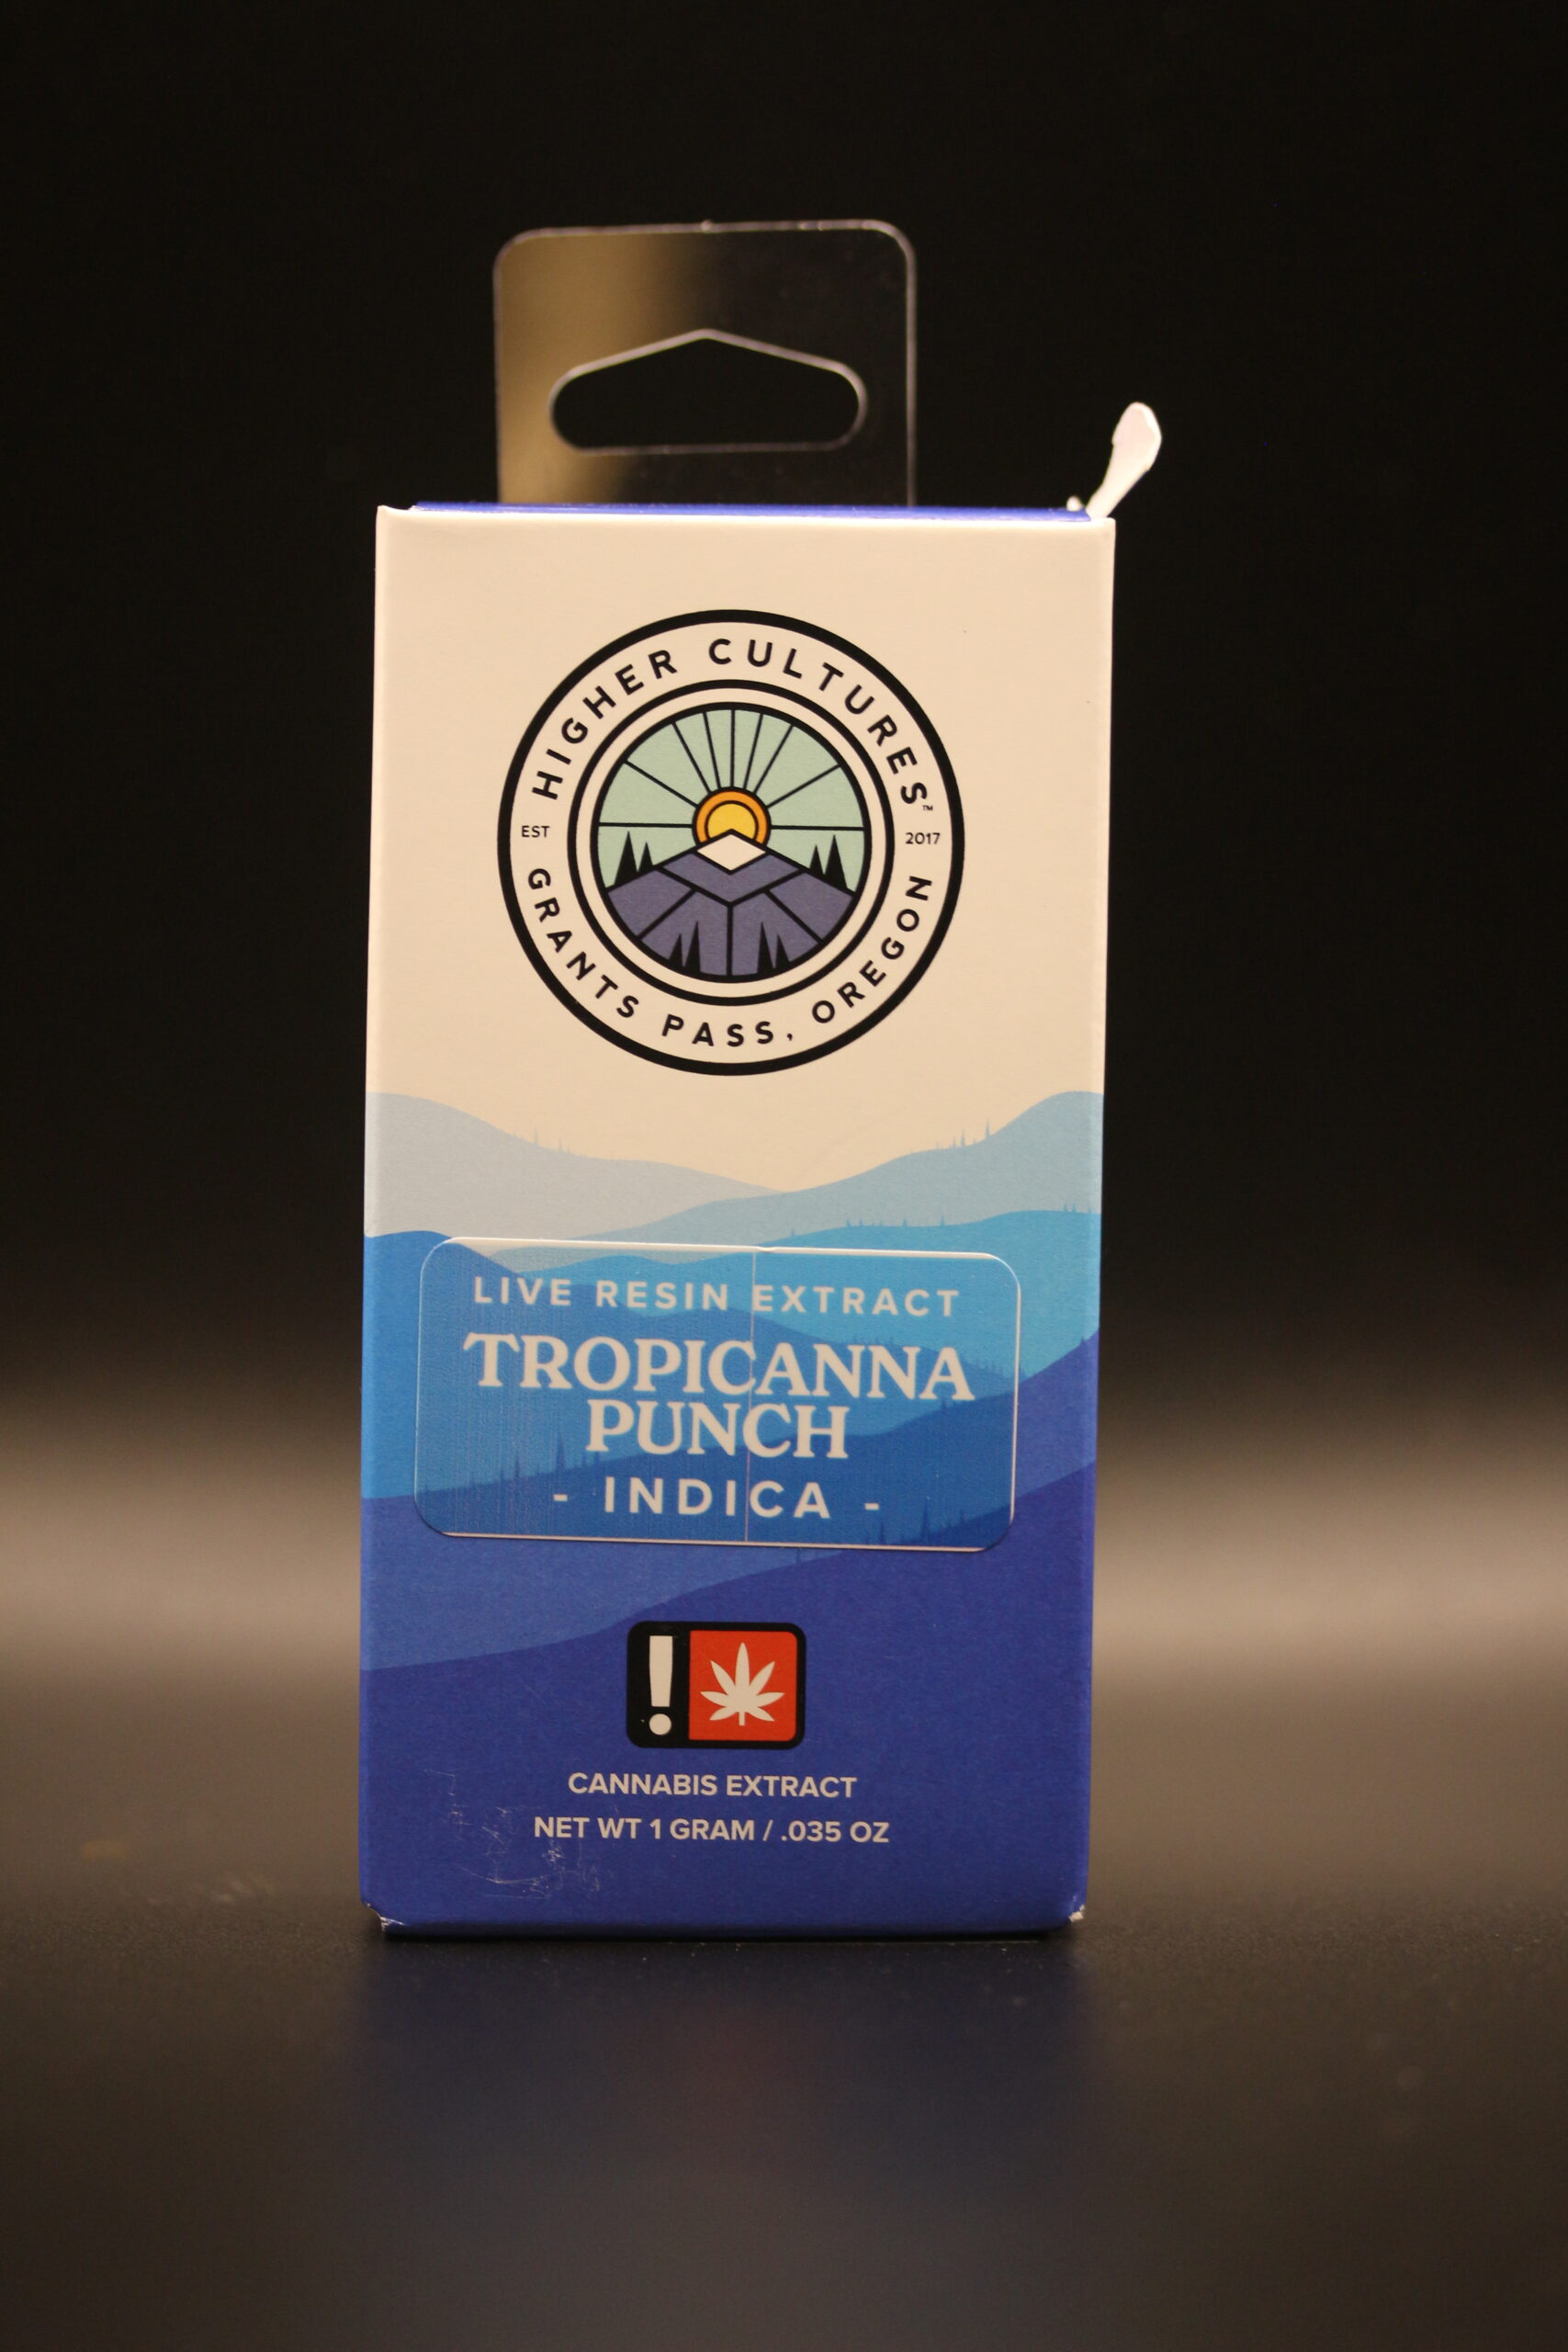 HIGHER CULTURES™
EST 2017
GRANTS PASS, OREGON
LIVE RESIN EXTRACT
TROPICANNA
PUNCH
- INDICA -
!
CANNABIS EXTRACT
NET WT 1 GRAM / .035 OZ